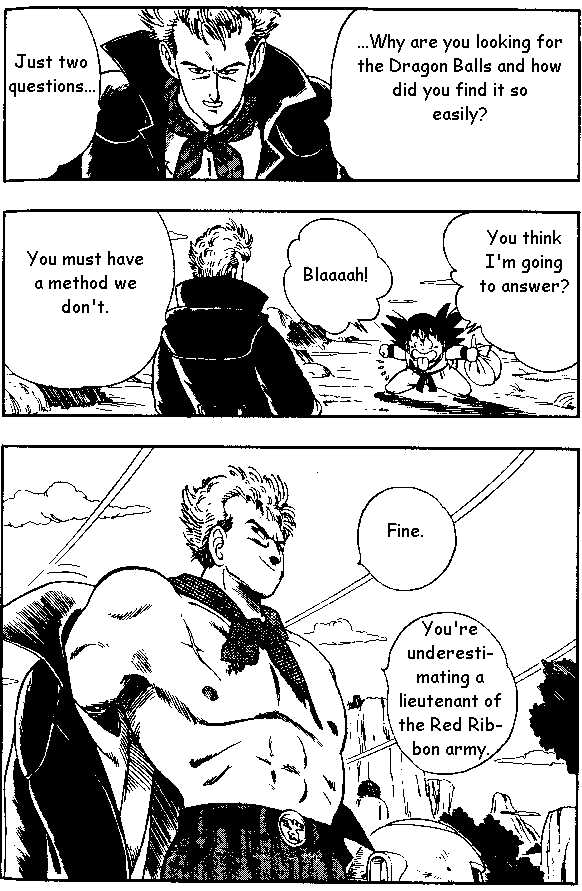 Just two
questions...
...Why are you looking for
the Dragon Balls and how
did you find it so
easily?
You must have
a method we
don't.
Blaaaah!
You think
I'm going
to answer?
Fine.
You're
underesti-
mating a
lieutenant of
the Red Rib-
bon army.